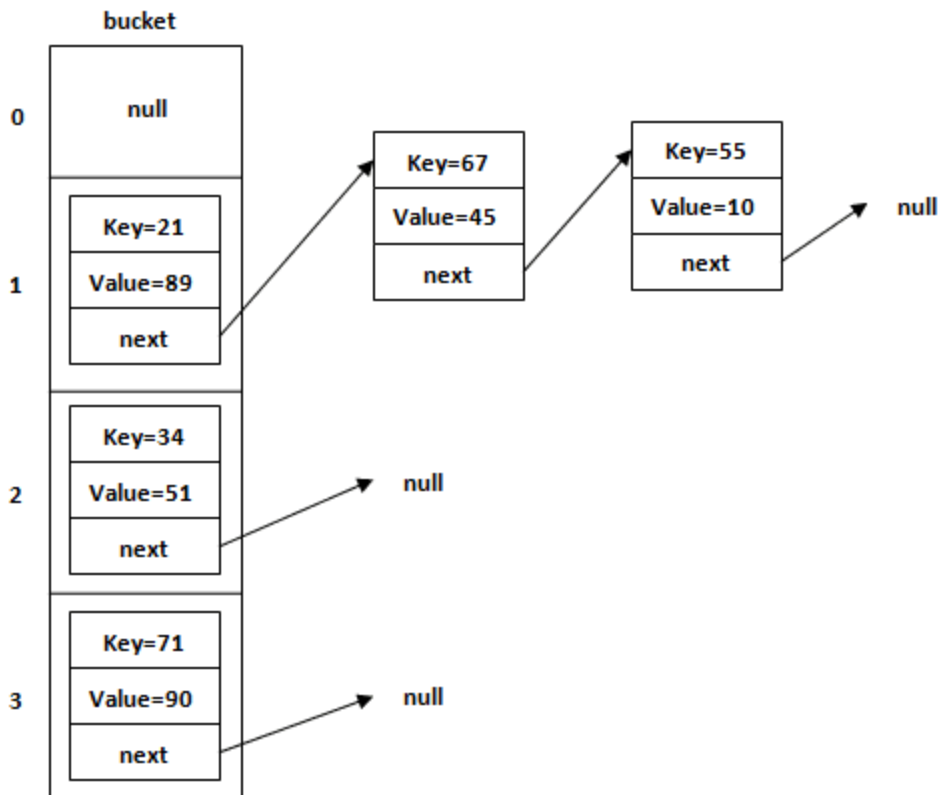 bucket
0
null
1
Key=21
Value=89
next
Key=67
Value=45
next
Key=55
Value=10
next
null
2
Key=34
Value=51
next
null
3
Key=71
Value=90
next
null